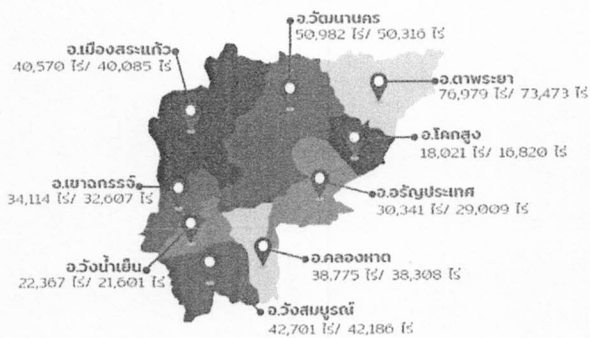 อ.วัฒนานคร
50,982 ไร่/ 50,316 ไร่
อ.เมืองสระแก้ว
40,570 ไร่/ 40,085 ไร่
อ.ตาพระยา
76,979 ไร่/ 73,473 ไร่
อ.โคกสูง
18,021 ไร่/ 16,820 ไร่
อ.เขาฉกรรจ์
34,114 ไร่/ 32,607 ไร่
อ.อรัญประเทศ
30,341 ไร่/ 29,009 ไร่
อ.คลองหาด
38,775 ไร่/ 38,308 ไร่
อ.วังน้ำเย็น
22,367 ไร่/ 21,601 ไร่
อ.วังสมบูรณ์
42,701 ไร่/ 42,186 ไร่